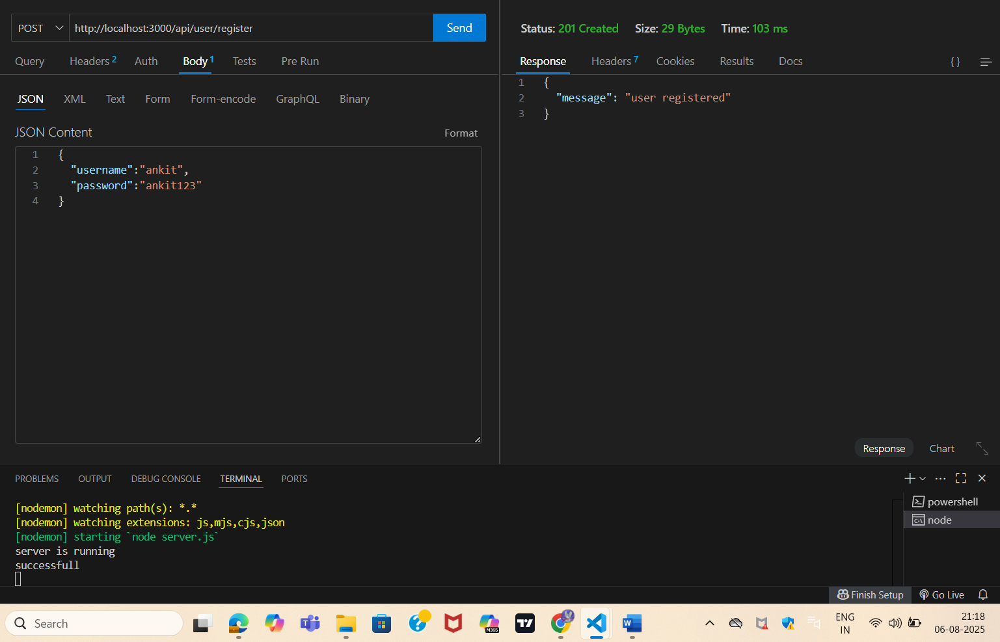 POST http://localhost:3000/api/user/register Send
Query Headers 2 Auth Body 1 Tests Pre Run
JSON XML Text Form Form-encode GraphQL Binary
JSON Content Format
1 {
2 "username":"ankit",
3 "password":"ankit123"
4 }
Status: 201 Created Size: 29 Bytes Time: 103 ms
Response Headers 7 Cookies Results Docs { }
1 {
2 "message": "user registered"
3 }
Response Chart
PROBLEMS OUTPUT DEBUG CONSOLE TERMINAL PORTS
[nodemon] watching path(s): *.*
[nodemon] watching extensions: js,mjs,cjs,json
[nodemon] starting `node server.js`
server is running
successfull
powershell
node
Finish Setup Go Live
Search
M365
ENG
IN
21:18
06-08-2025